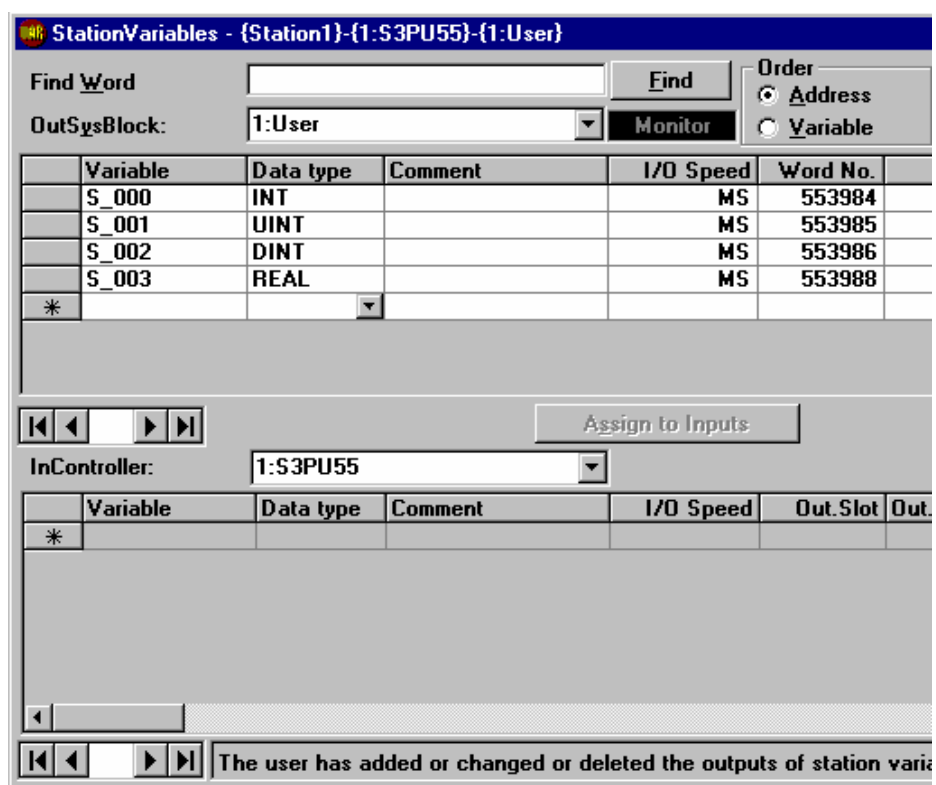 StationVariables - {Station1}-{1:S3PU55}-{1:User}
Find Word
Find
Order
Address
OutSysBlock:
1:User
Monitor
Variable
Variable Data type Comment I/O Speed Word No.
S_000 INT MS 553984
S_001 UINT MS 553985
S_002 DINT MS 553986
S_003 REAL MS 553988
Assign to Inputs
InController:
1:S3PU55
Variable Data type Comment I/O Speed Out.Slot Out.
The user has added or changed or deleted the outputs of station